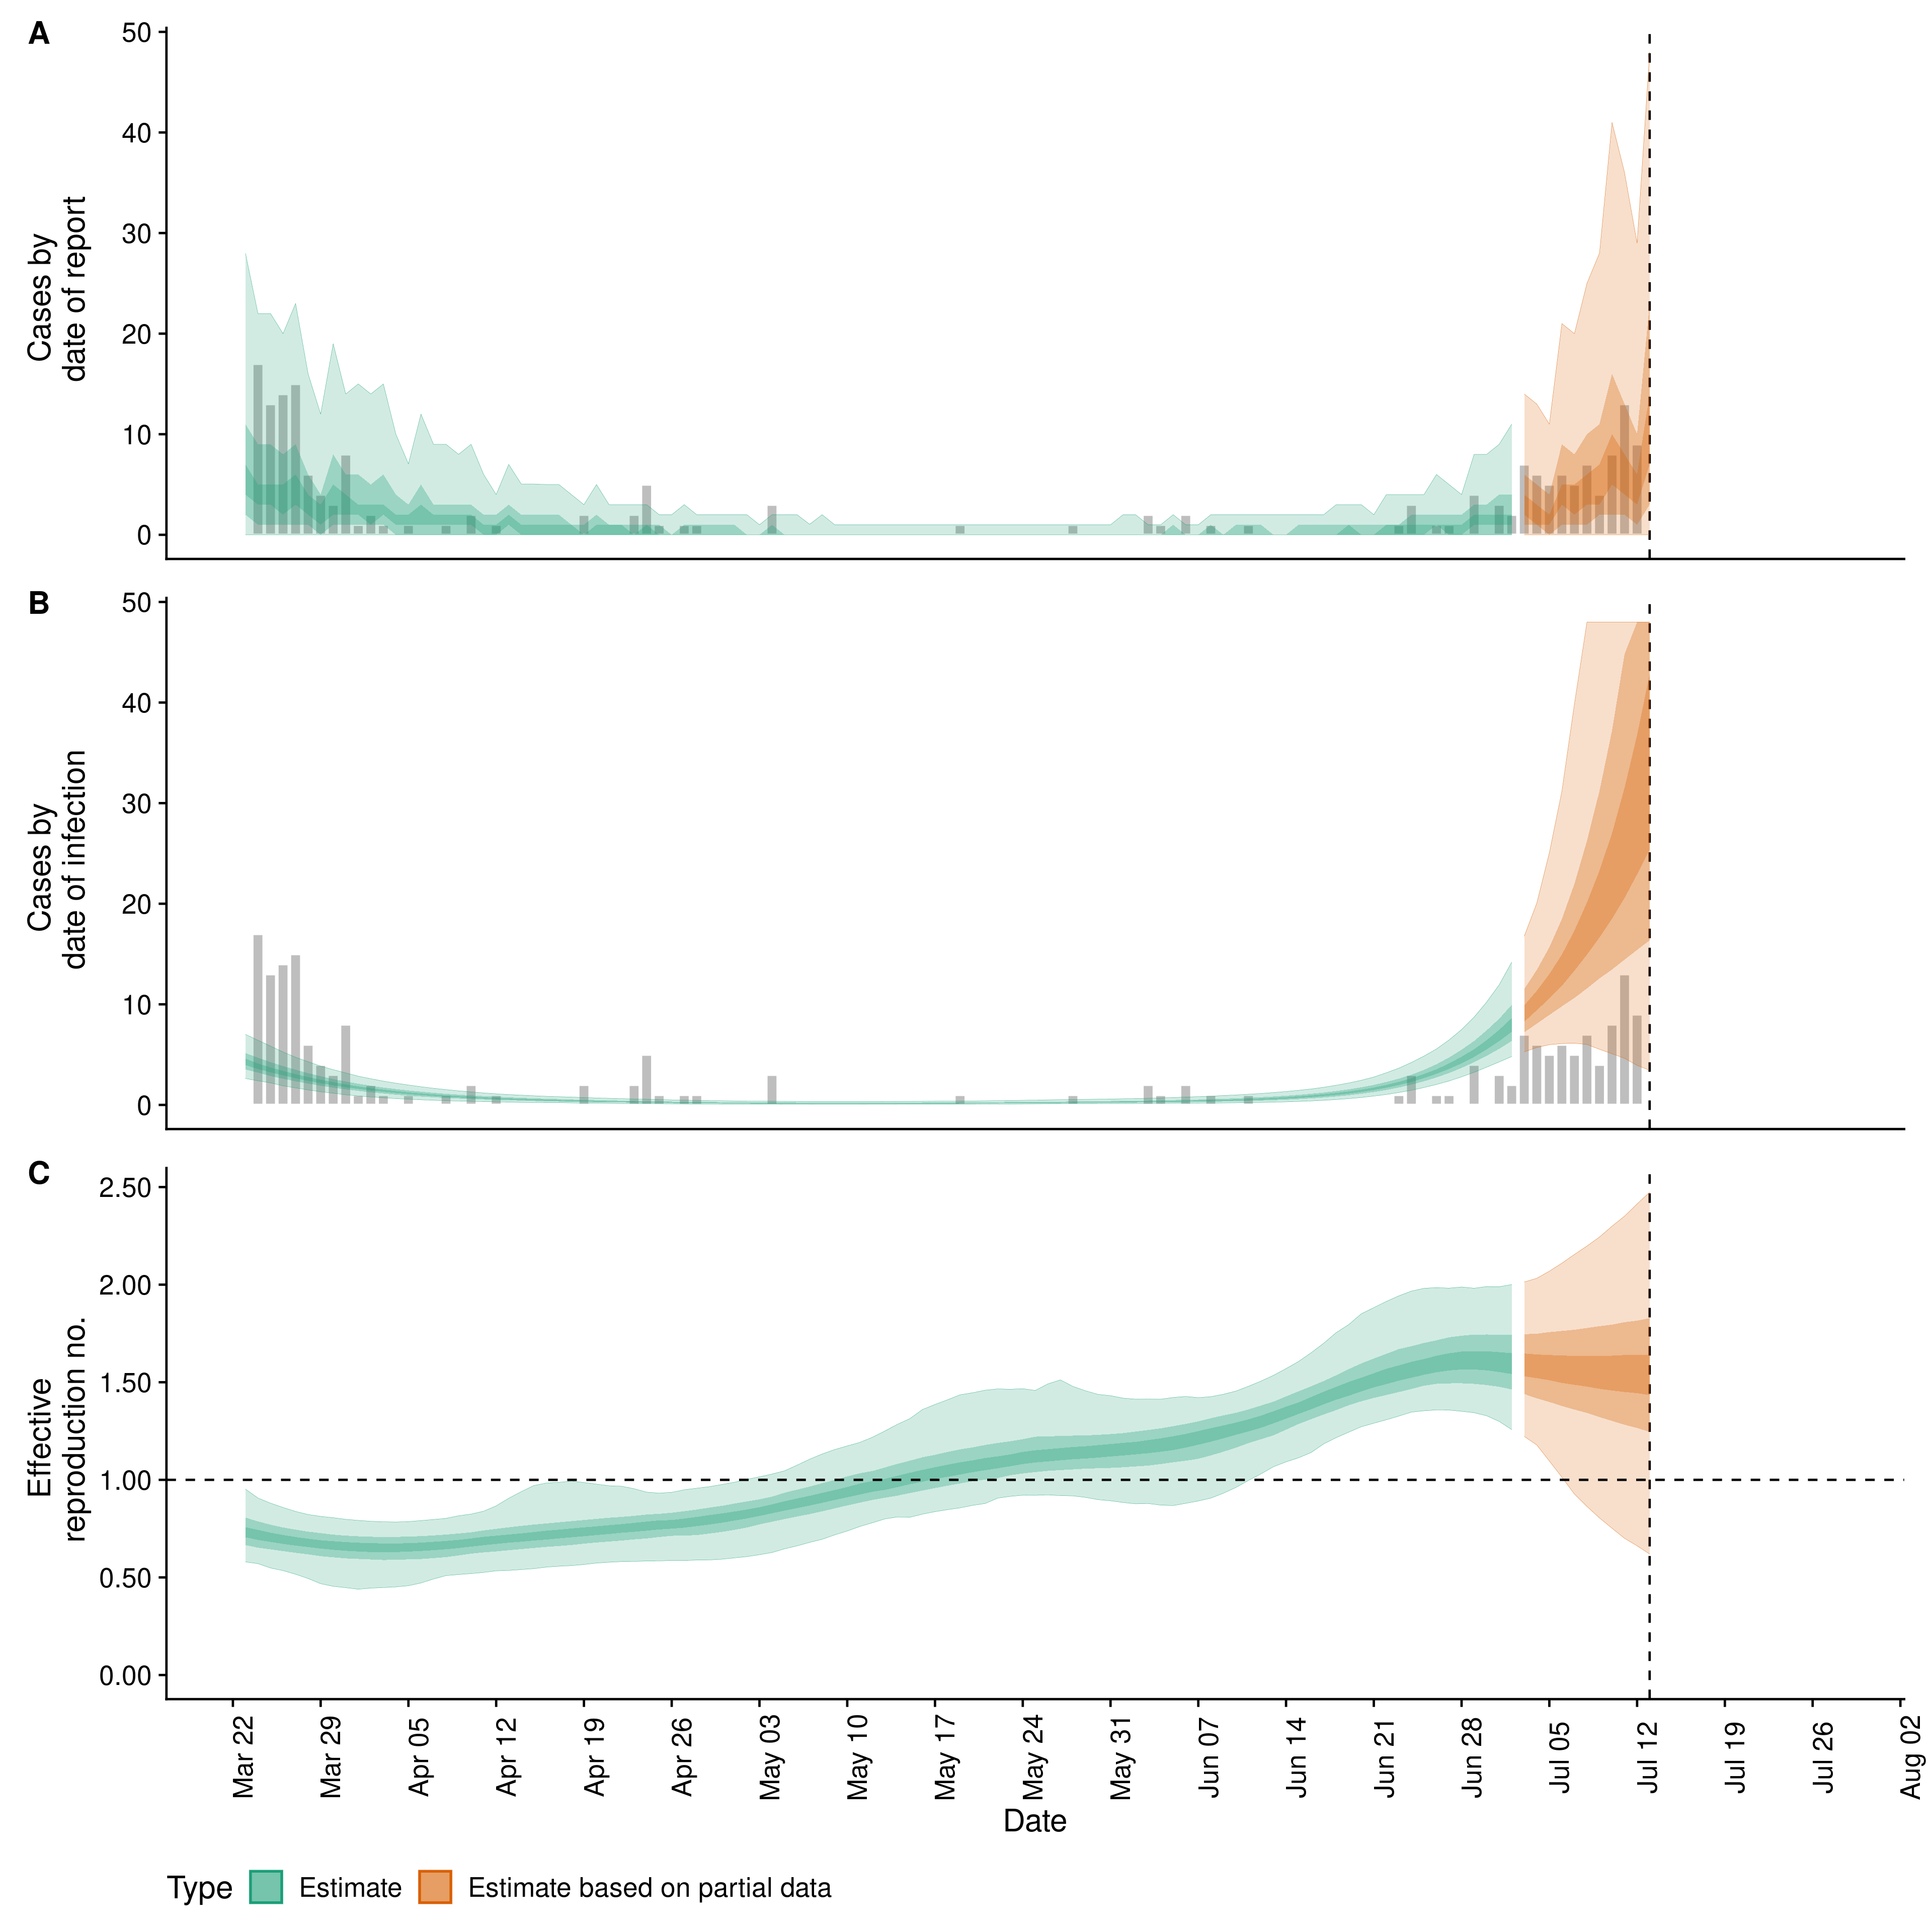 A
50
40
30
20
10
0
Cases by
date of report
B
50
40
30
20
10
0
Cases by
date of infection
C
2.50
2.00
1.50
1.00
0.50
0.00
Effective
reproduction no.
Mar 22
Mar 29
Apr 05
Apr 12
Apr 19
Apr 26
May 03
May 10
May 17
May 24
May 31
Jun 07
Jun 14
Jun 21
Jun 28
Jul 05
Jul 12
Jul 19
Jul 26
Aug 02
Date
Type Estimate Estimate based on partial data